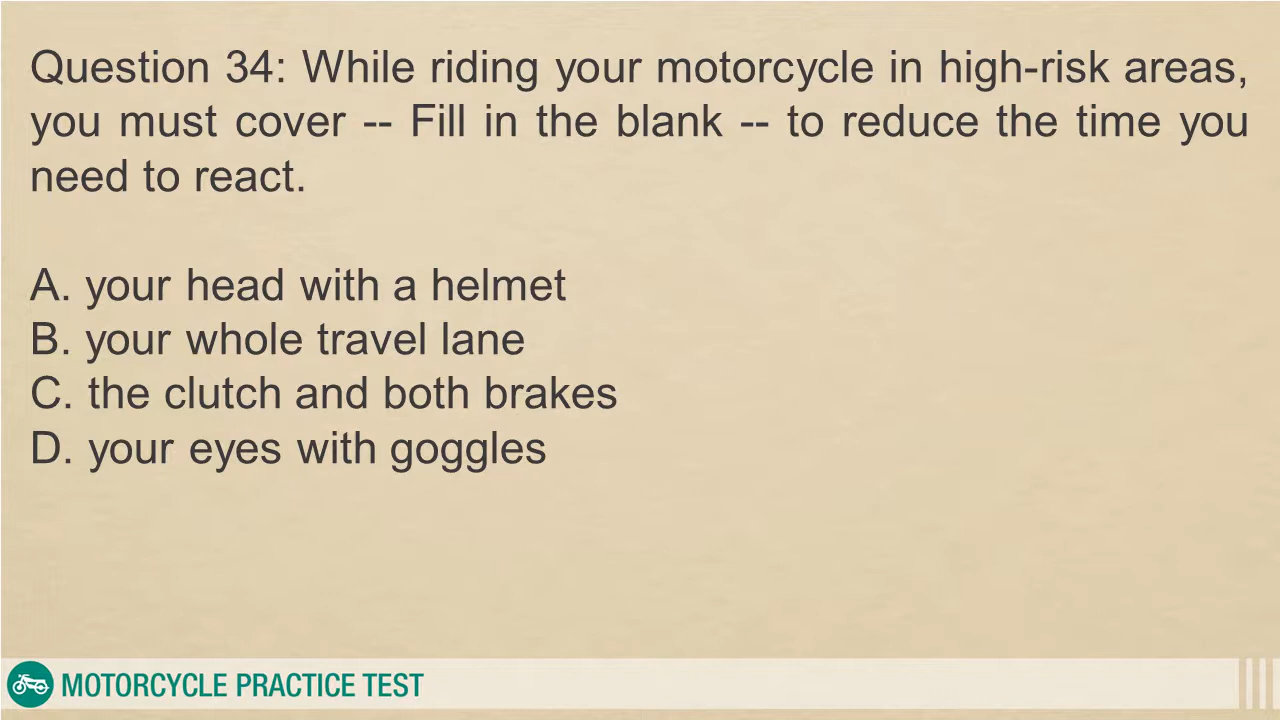 Question 34: While riding your motorcycle in high-risk areas,
you must cover -- Fill in the blank -- to reduce the time you
need to react.
A. your head with a helmet
B. your whole travel lane
C. the clutch and both brakes
D. your eyes with goggles
MOTORCYCLE PRACTICE TEST